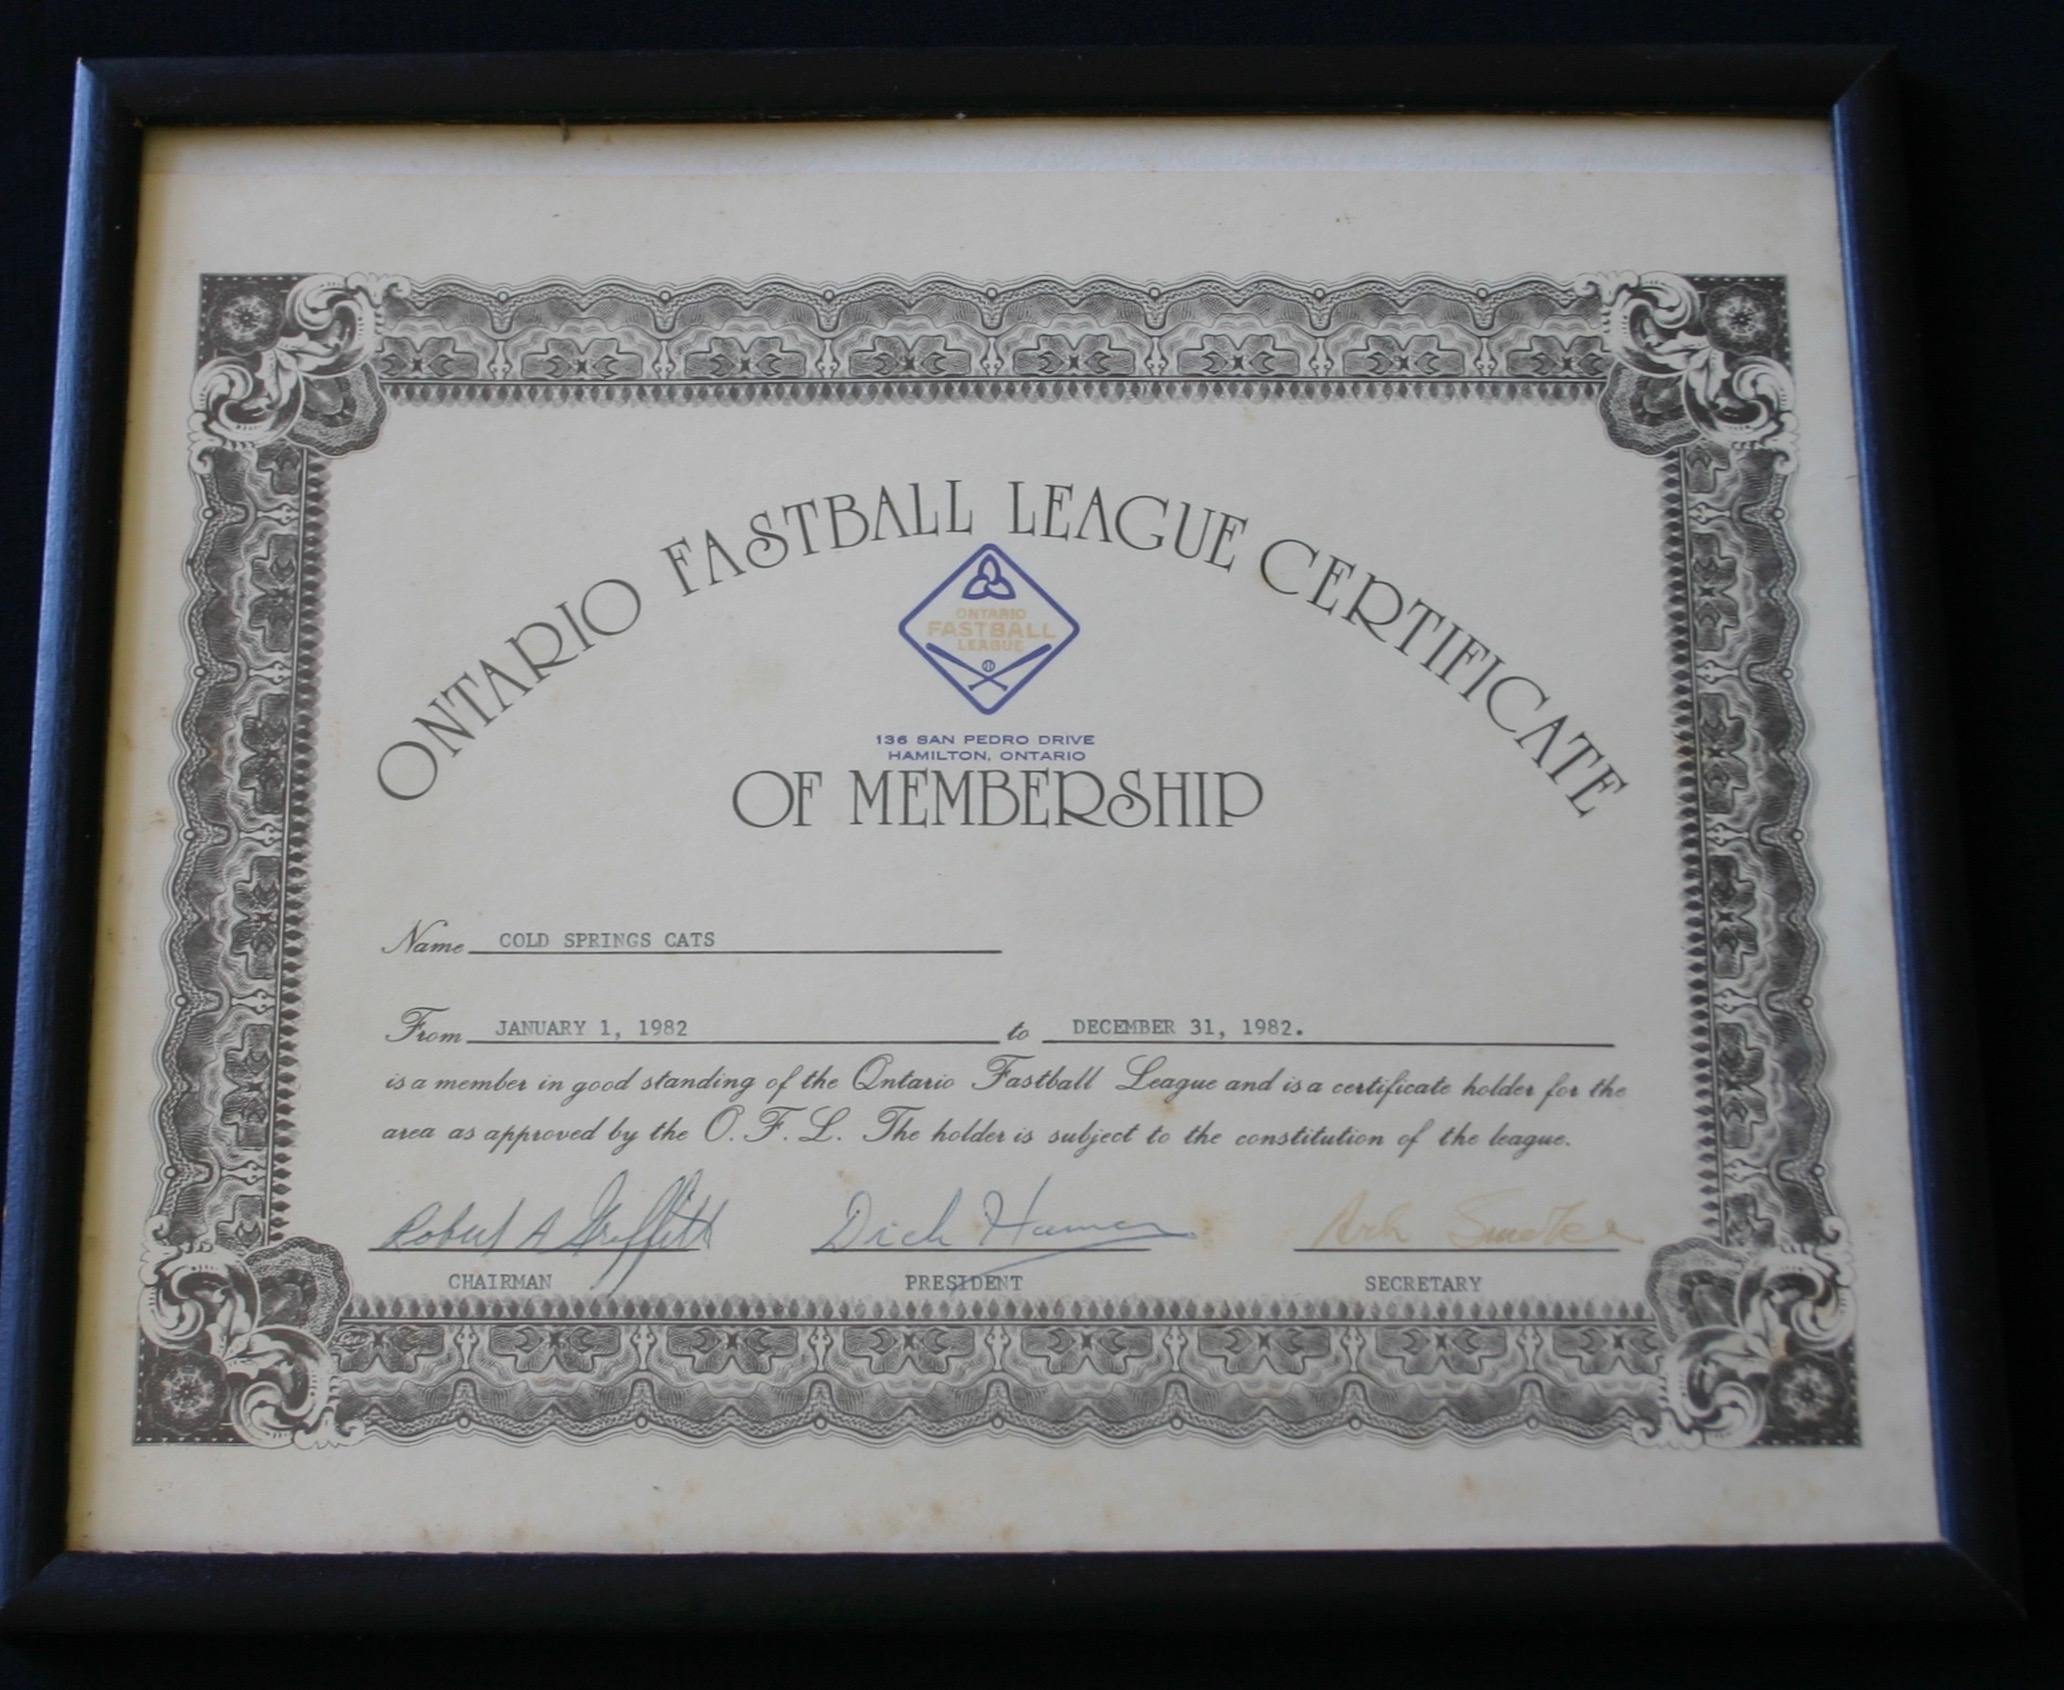 ONTARIO FASTBALL LEAGUE CERTIFICATE
ONTARIO
FASTBALL
LEAGUE
136 SAN PEDRO DRIVE
HAMILTON, ONTARIO
OF MEMBERSHIP
Name COLD SPRINGS CATS
From JANUARY 1, 1982 to DECEMBER 31, 1982.
is a member in good standing of the Ontario Fastball League and is a certificate holder for the
area as approved by the O. F. L. The holder is subject to the constitution of the league.
Robert A Griffith Dick
CHAIRMAN PRESIDENT SECRETARY